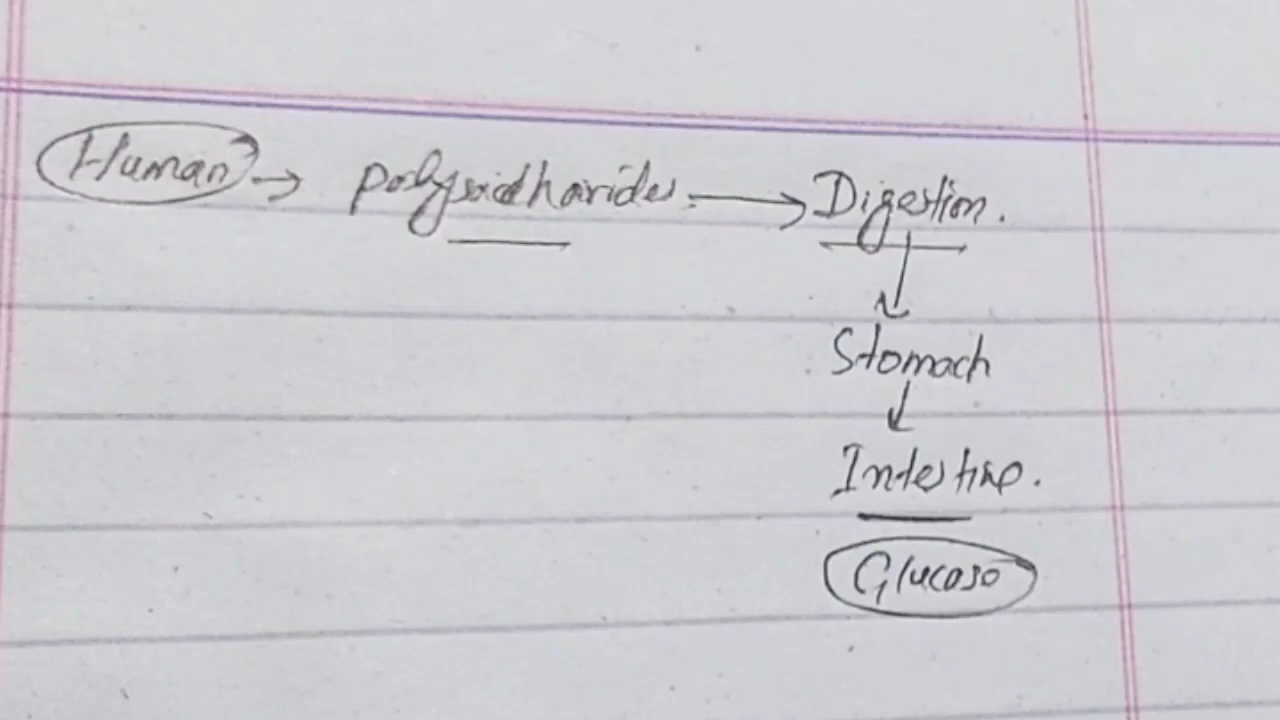 Human → polysaccharides. → Digestion.
↓
Stomach
↓
Intestine.
Glucose